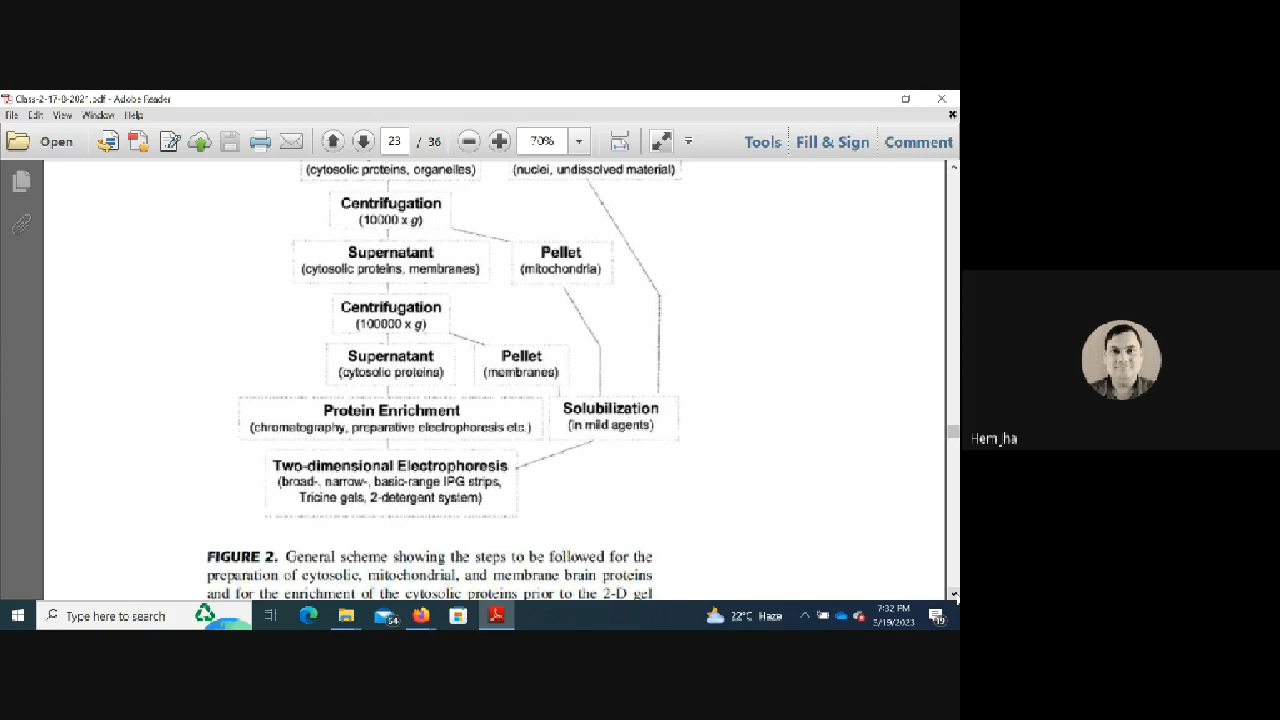 Class-2-17-8-2021.pdf - Adobe Reader
File Edit View Window Help
Open 23 / 36 70% Tools Fill & Sign Comment
(cytosolic proteins, organelles) (nuclei, undissolved material)
Centrifugation
(10000 x g)
Supernatant Pellet
(cytosolic proteins, membranes) (mitochondria)
Centrifugation
(100000 x g)
Supernatant Pellet
(cytosolic proteins) (membranes)
Protein Enrichment Solubilization
(chromatography, preparative electrophoresis etc.) (in mild agents)
Two-dimensional Electrophoresis
(broad-, narrow-, basic-range IPG strips,
Tricine gels, 2-detergent system)
FIGURE 2. General scheme showing the steps to be followed for the
preparation of cytosolic, mitochondrial, and membrane brain proteins
and for the enrichment of the cytosolic proteins prior to the 2-D gel
Hem jha
Type here to search 54 22°C Haze 7:32 PM
3/19/2023 19